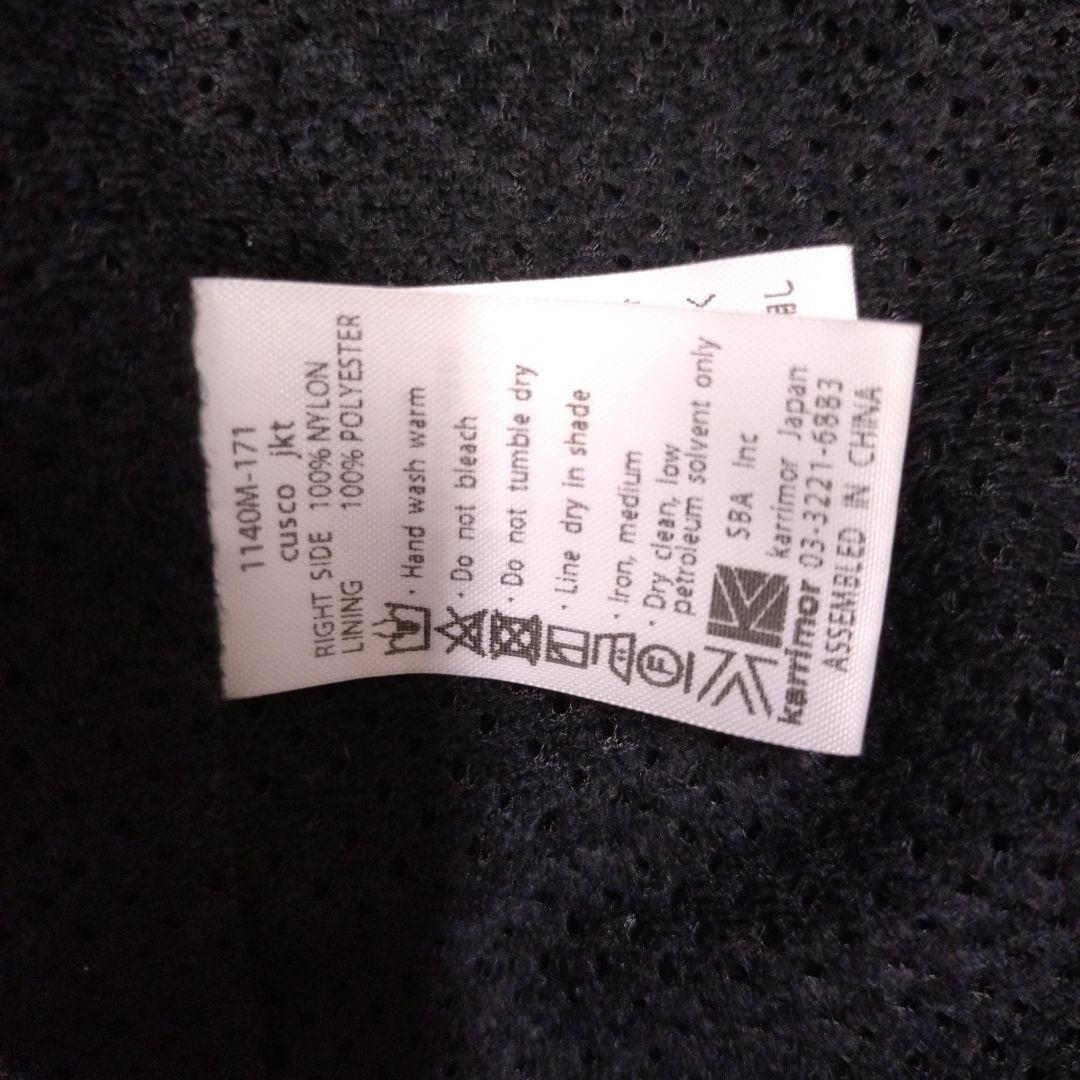 1140M-171
cusco jkt
RIGHT SIDE 100% NYLON
LINING 100% POLYESTER
· Hand wash warm
· Do not bleach
· Do not tumble dry
· Line dry in shade
· Iron, medium
· Dry clean, low
petroleum solvent only
F
SBA Inc
karrimor Japan
karrimor 03-3221-6883
ASSEMBLED IN CHINA